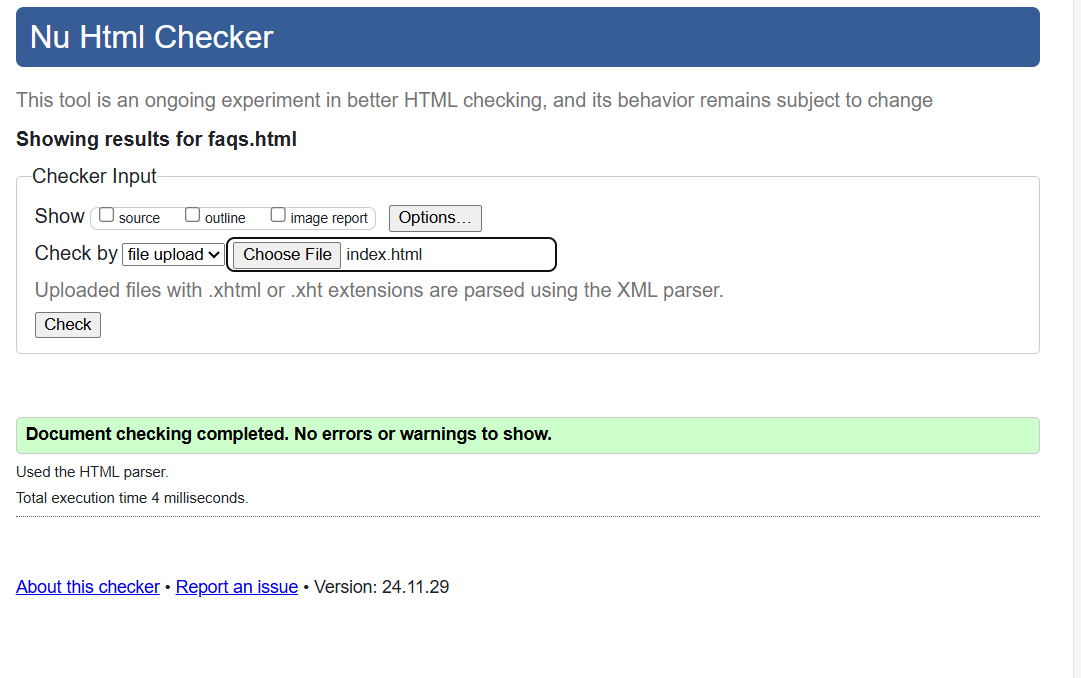 Nu Html Checker
This tool is an ongoing experiment in better HTML checking, and its behavior remains subject to change
Showing results for faqs.html
Checker Input
Show source outline image report Options...
Check by file upload Choose File index.html
Uploaded files with .xhtml or .xht extensions are parsed using the XML parser.
Check
Document checking completed. No errors or warnings to show.
Used the HTML parser.
Total execution time 4 milliseconds.
About this checker • Report an issue • Version: 24.11.29